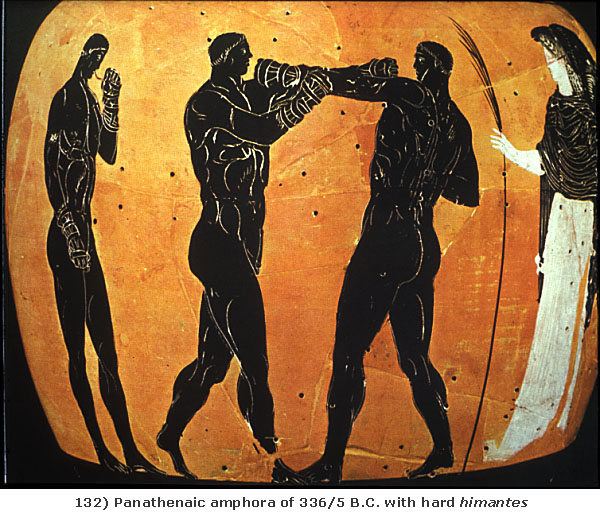 132) Panathenaic amphora of 336/5 B.C. with hard himantes